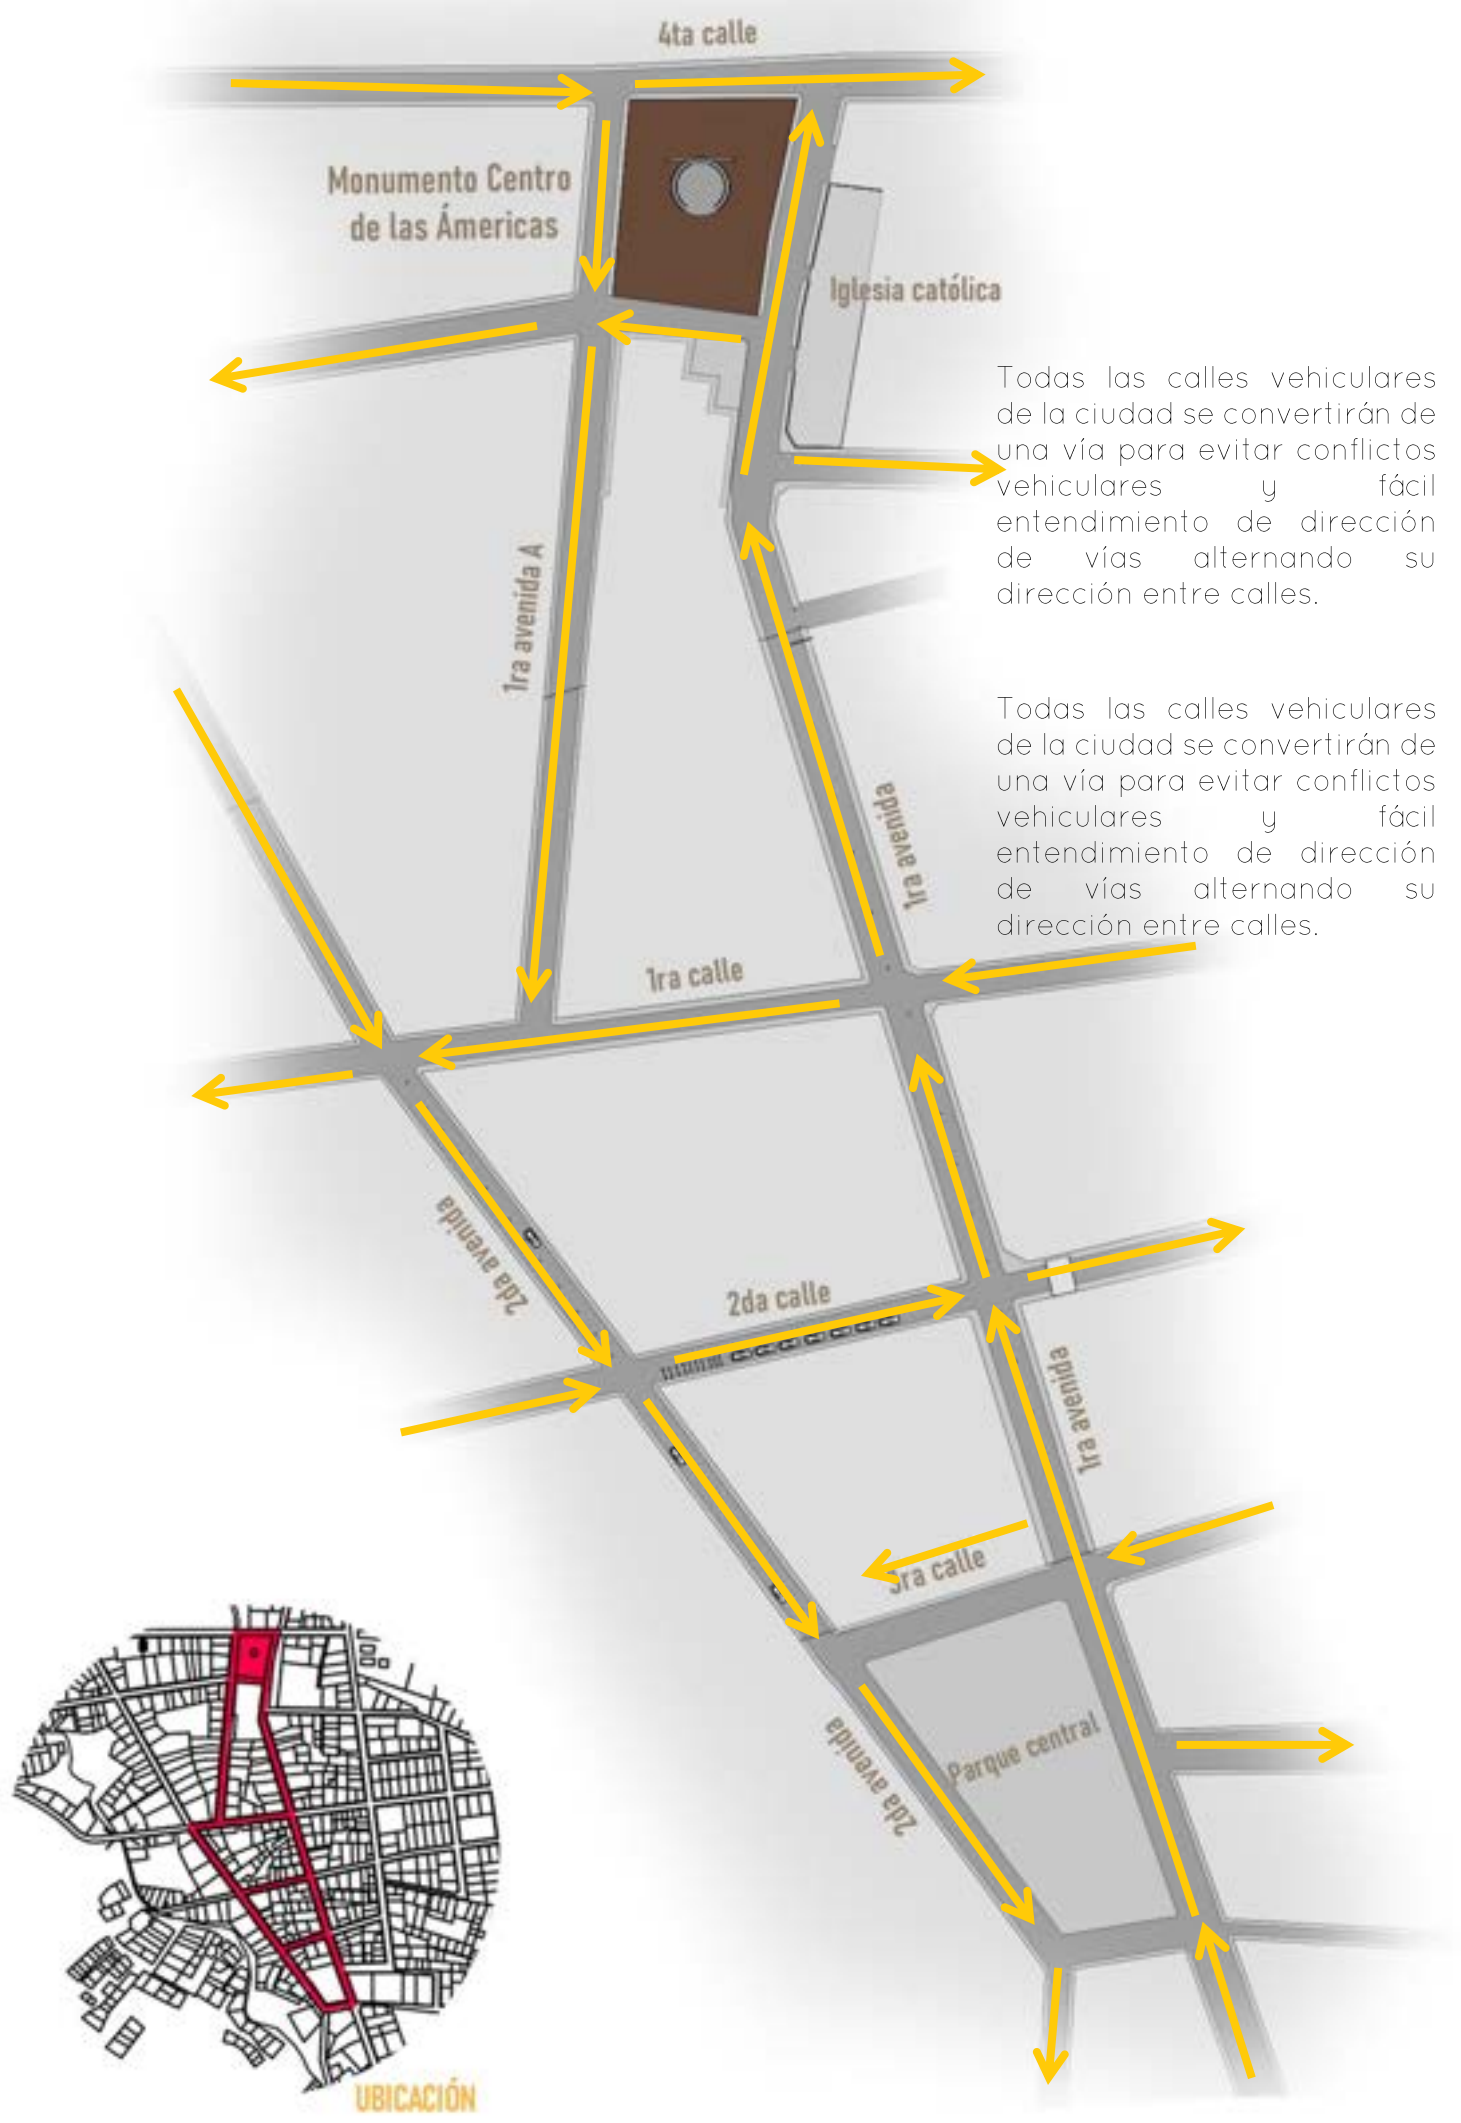 4ta calle
Monumento Centro
de las Ámericas
Iglesia católica
Todas las calles vehiculares
de la ciudad se convertirán de
una vía para evitar conflictos
vehiculares y fácil
entendimiento de dirección
de vías alternando su
dirección entre calles.
1ra avenida A
Todas las calles vehiculares
de la ciudad se convertirán de
una vía para evitar conflictos
vehiculares y fácil
entendimiento de dirección
de vías alternando su
dirección entre calles.
1ra avenida
1ra calle
2da avenida
2da calle
1ra avenida
3ra calle
Parque central
2da avenida
UBICACIÓN